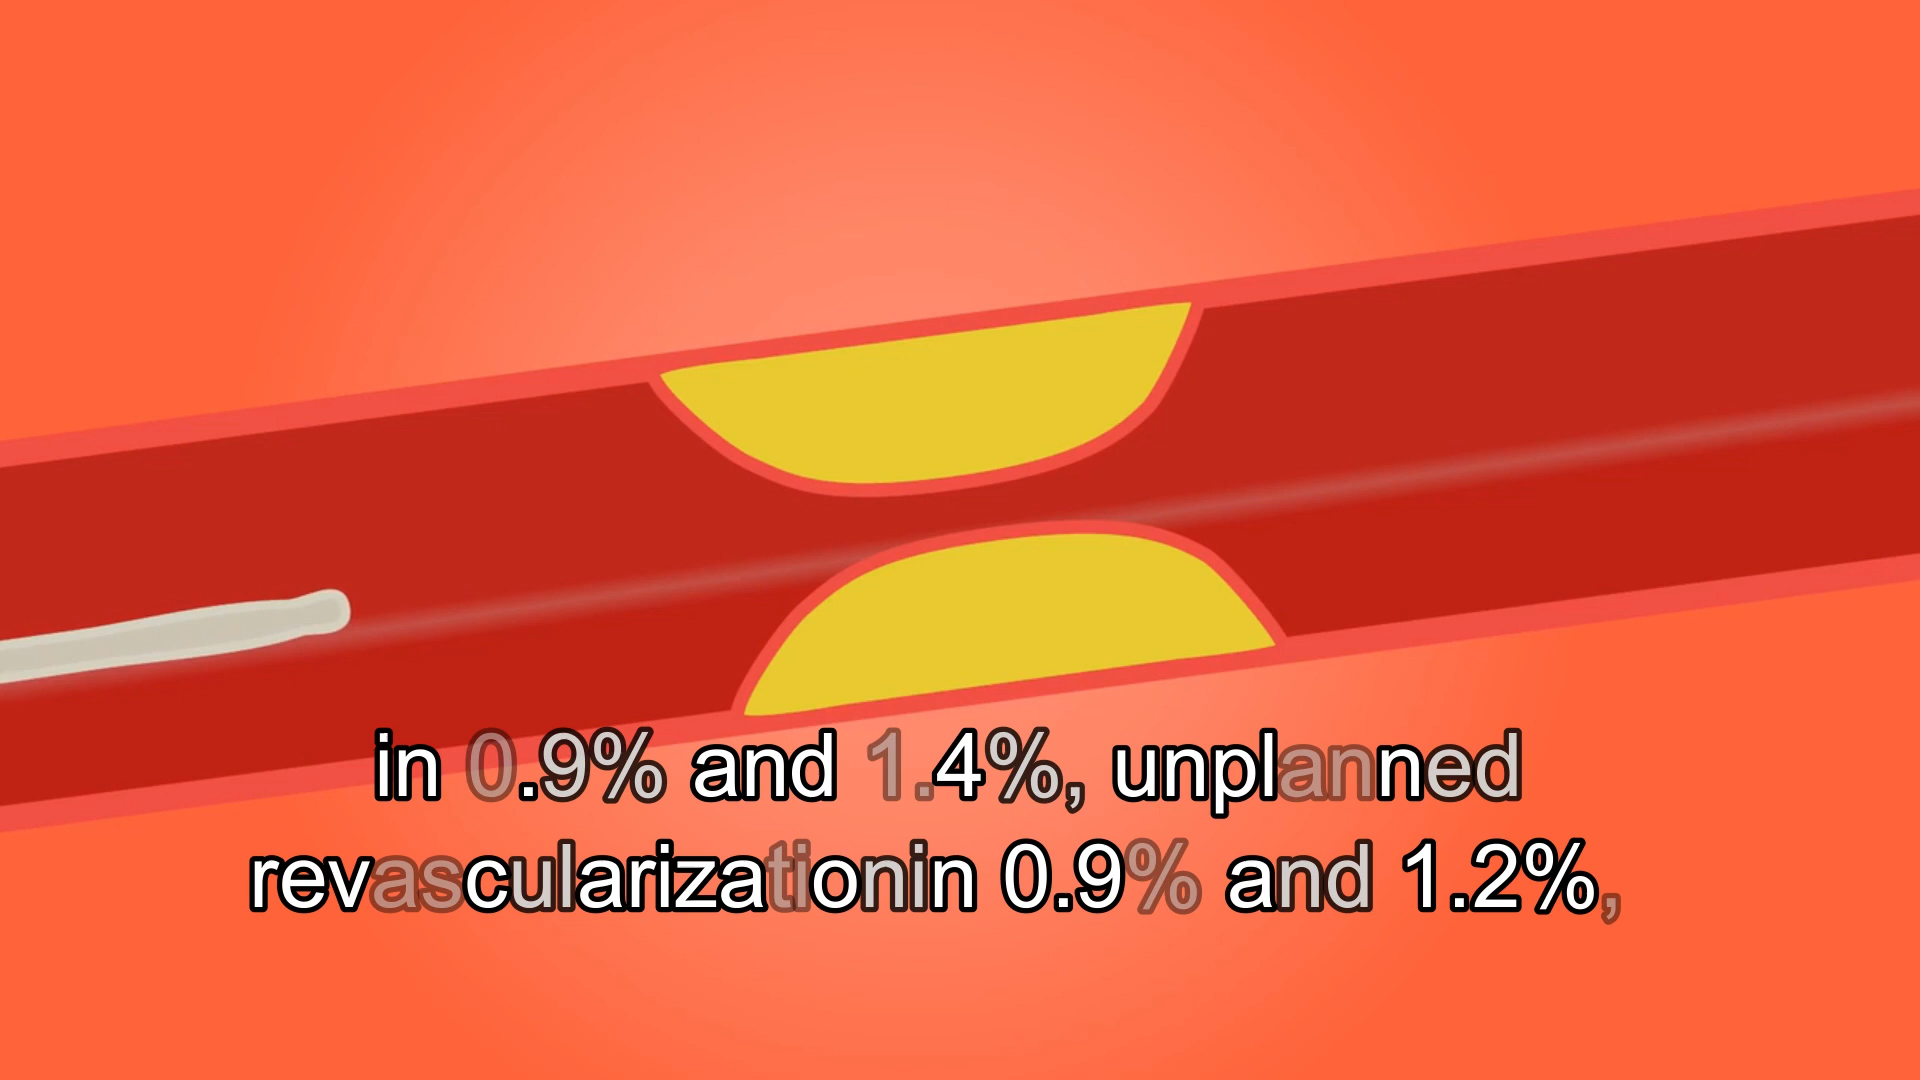 in 0.9% and 1.4%, unplanned
revascularizationin 0.9% and 1.2%,